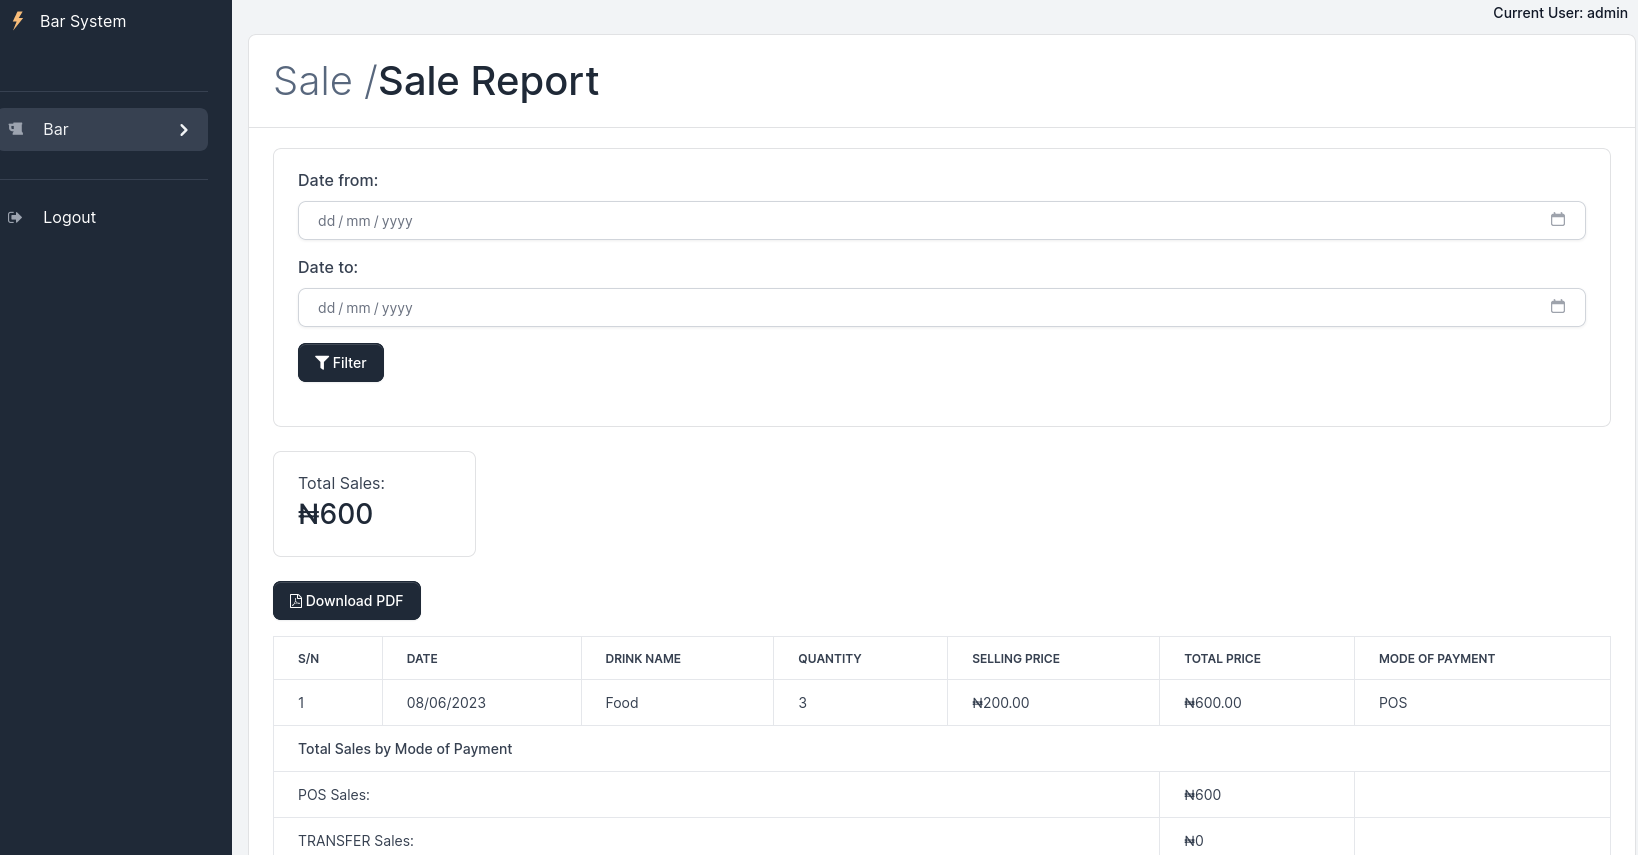 Bar System
Current User: admin
Bar
Logout
Sale /Sale Report
Date from:
dd / mm / yyyy
Date to:
dd / mm / yyyy
Filter
Total Sales:
₦600
Download PDF
S/N DATE DRINK NAME QUANTITY SELLING PRICE TOTAL PRICE MODE OF PAYMENT
1 08/06/2023 Food 3 ₦200.00 ₦600.00 POS
Total Sales by Mode of Payment
POS Sales: ₦600
TRANSFER Sales: ₦0